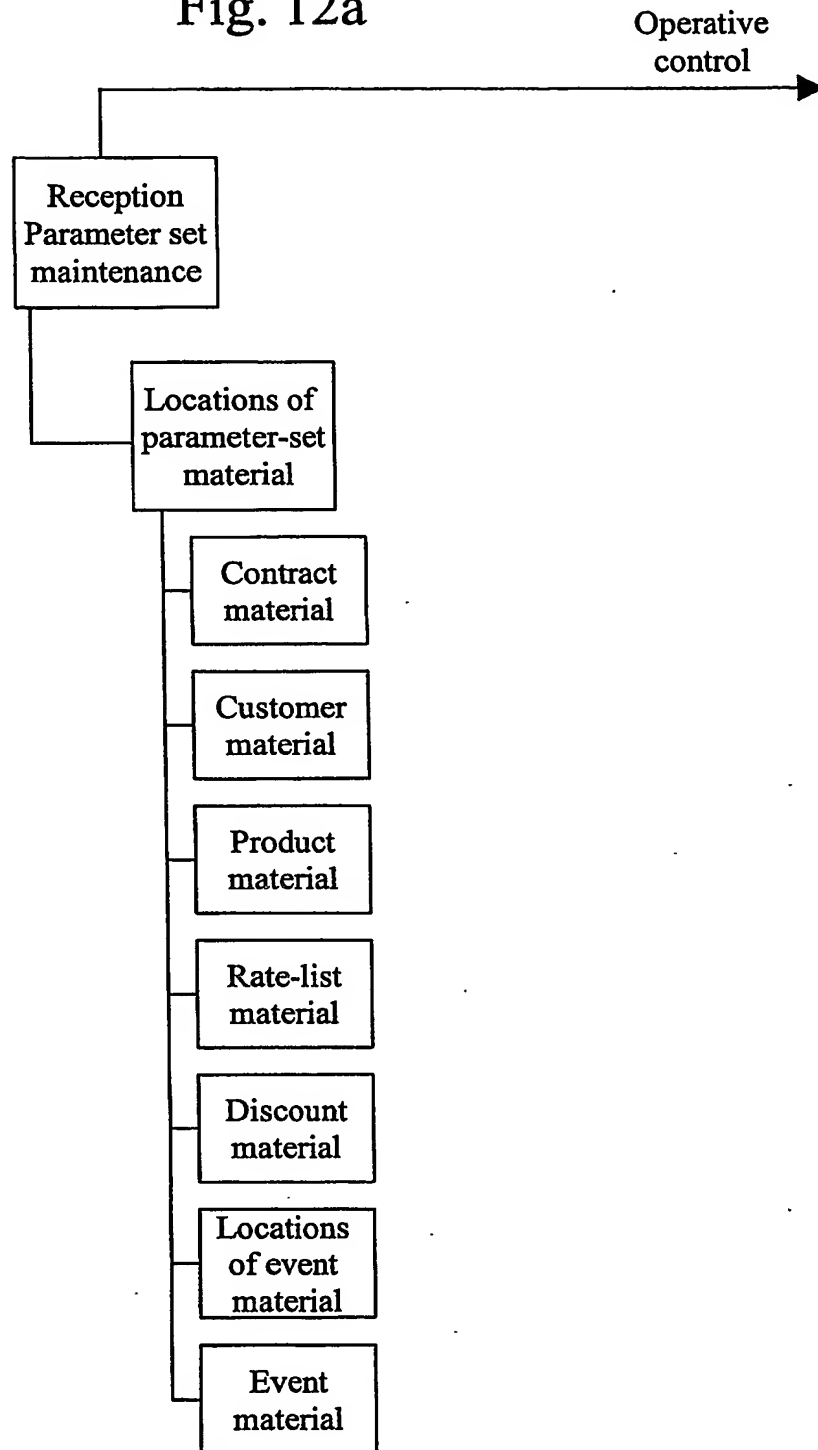 Fig. 12a
Operative
control
Reception
Parameter set
maintenance
Locations of
parameter-set
material
Contract
material
Customer
material
Product
material
Rate-list
material
Discount
material
Locations
of event
material
Event
material